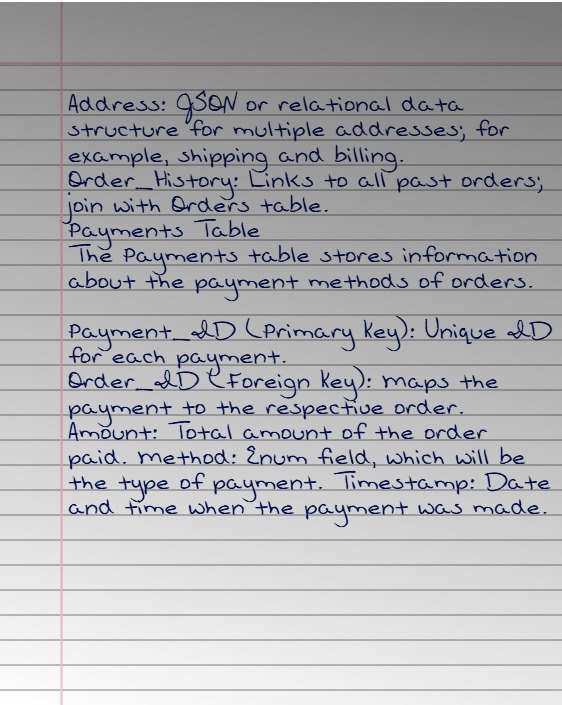 Address: JSON or relational data
structure for multiple addresses; for
example, shipping and billing.
Order_History: Links to all past orders;
join with Orders table.
Payments Table
The Payments table stores information
about the payment methods of orders.
Payment_ID (Primary Key): Unique ID
for each payment.
Order_ID (Foreign Key): maps the
payment to the respective order.
Amount: Total amount of the order
paid. Method: Enum field, which will be
the type of payment. Timestamp: Date
and time when the payment was made.